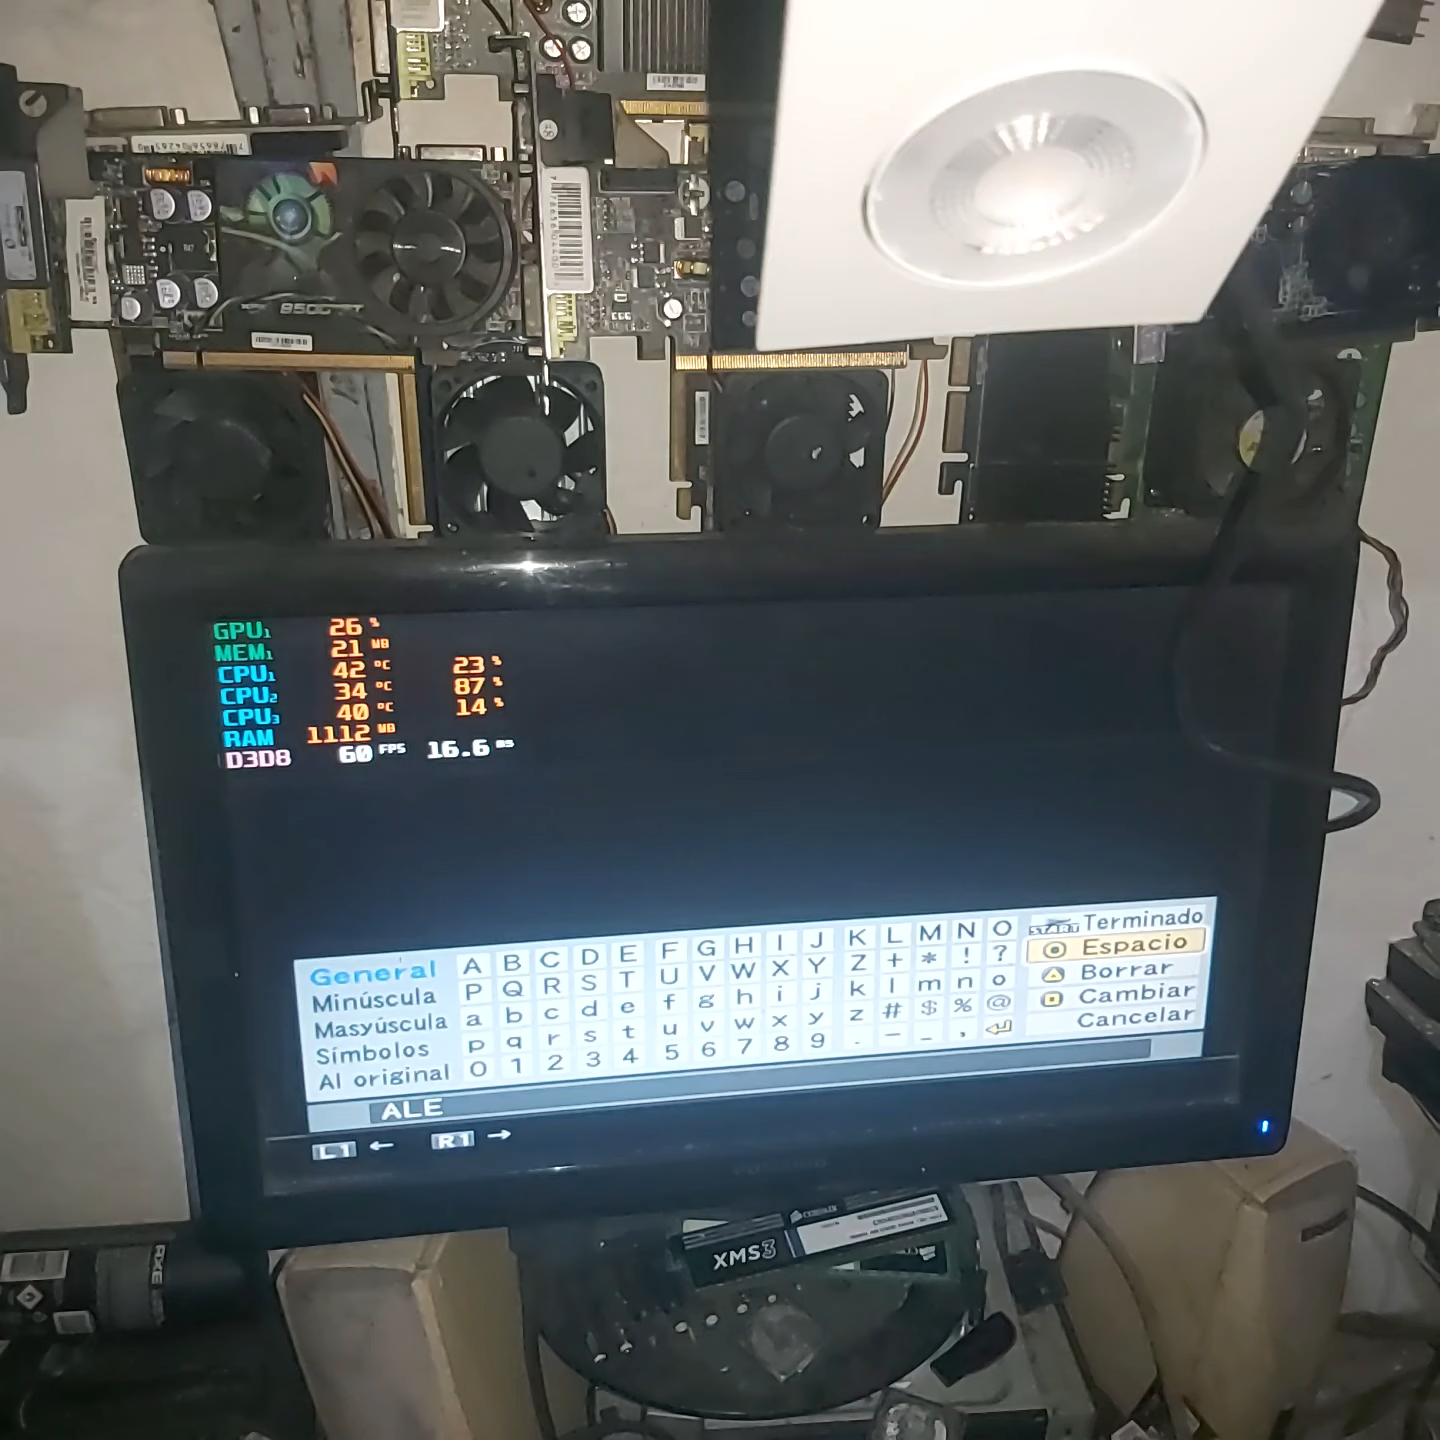 8500GT
GPU1 26 %
MEM1 21 MB
CPU1 42 °C 23 %
CPU2 34 °C 87 %
CPU3 40 °C 14 %
RAM 1112 MB
D3D8 60 FPS 16.6 ms
General A B C D E F G H I J K L M N O
Minúscula P Q R S T U V W X Y Z + * ! ?
Masyúscula a b c d e f g h i j k l m n o
Símbolos p q r s t u v w x y z # $ % @
Al original 0 1 2 3 4 5 6 7 8 9 . - _ ,
START Terminado
Espacio
Borrar
Cambiar
Cancelar
ALE
L1 ← R1 →
CORSAIR
XMS3
AXE